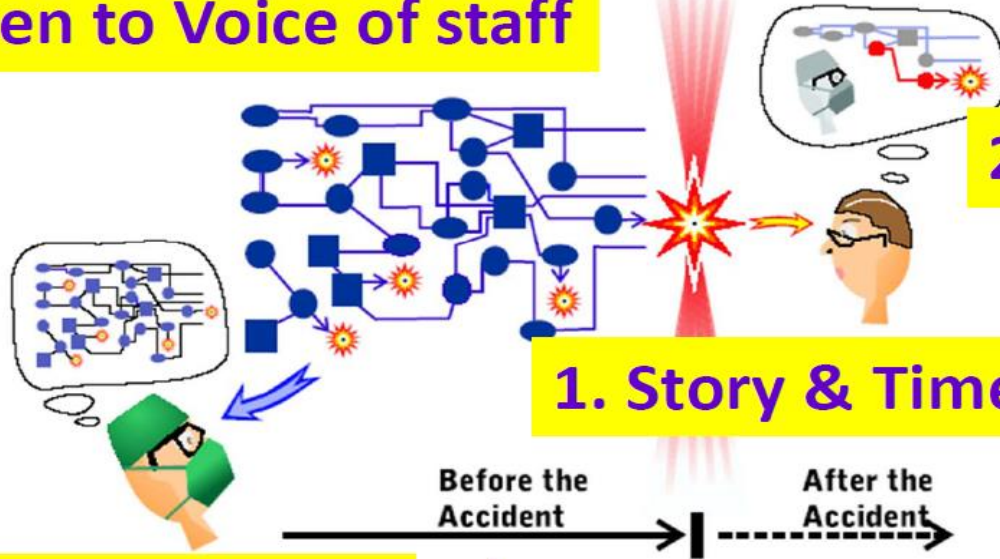 en to Voice of staff
2
1. Story & Time
Before the
Accident
After the
Accident